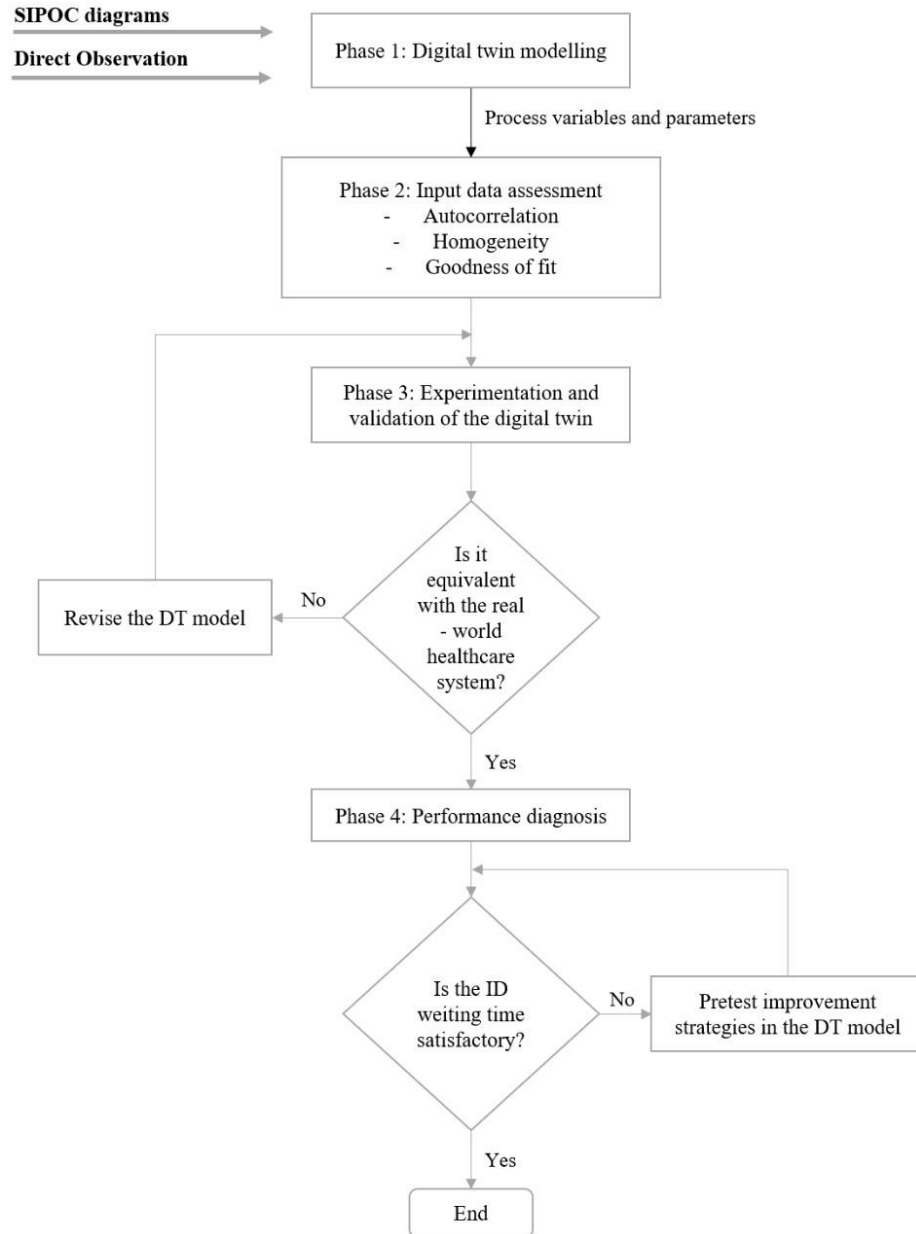 SIPOC diagrams
Direct Observation
Phase 1: Digital twin modelling
Process variables and parameters
Phase 2: Input data assessment
- Autocorrelation
- Homogeneity
- Goodness of fit
Phase 3: Experimentation and
validation of the digital twin
Is it
equivalent
with the real
- world
healthcare
system?
No
Revise the DT model
Yes
Phase 4: Performance diagnosis
Is the ID
weiting time
satisfactory?
No
Pretest improvement
strategies in the DT model
Yes
End